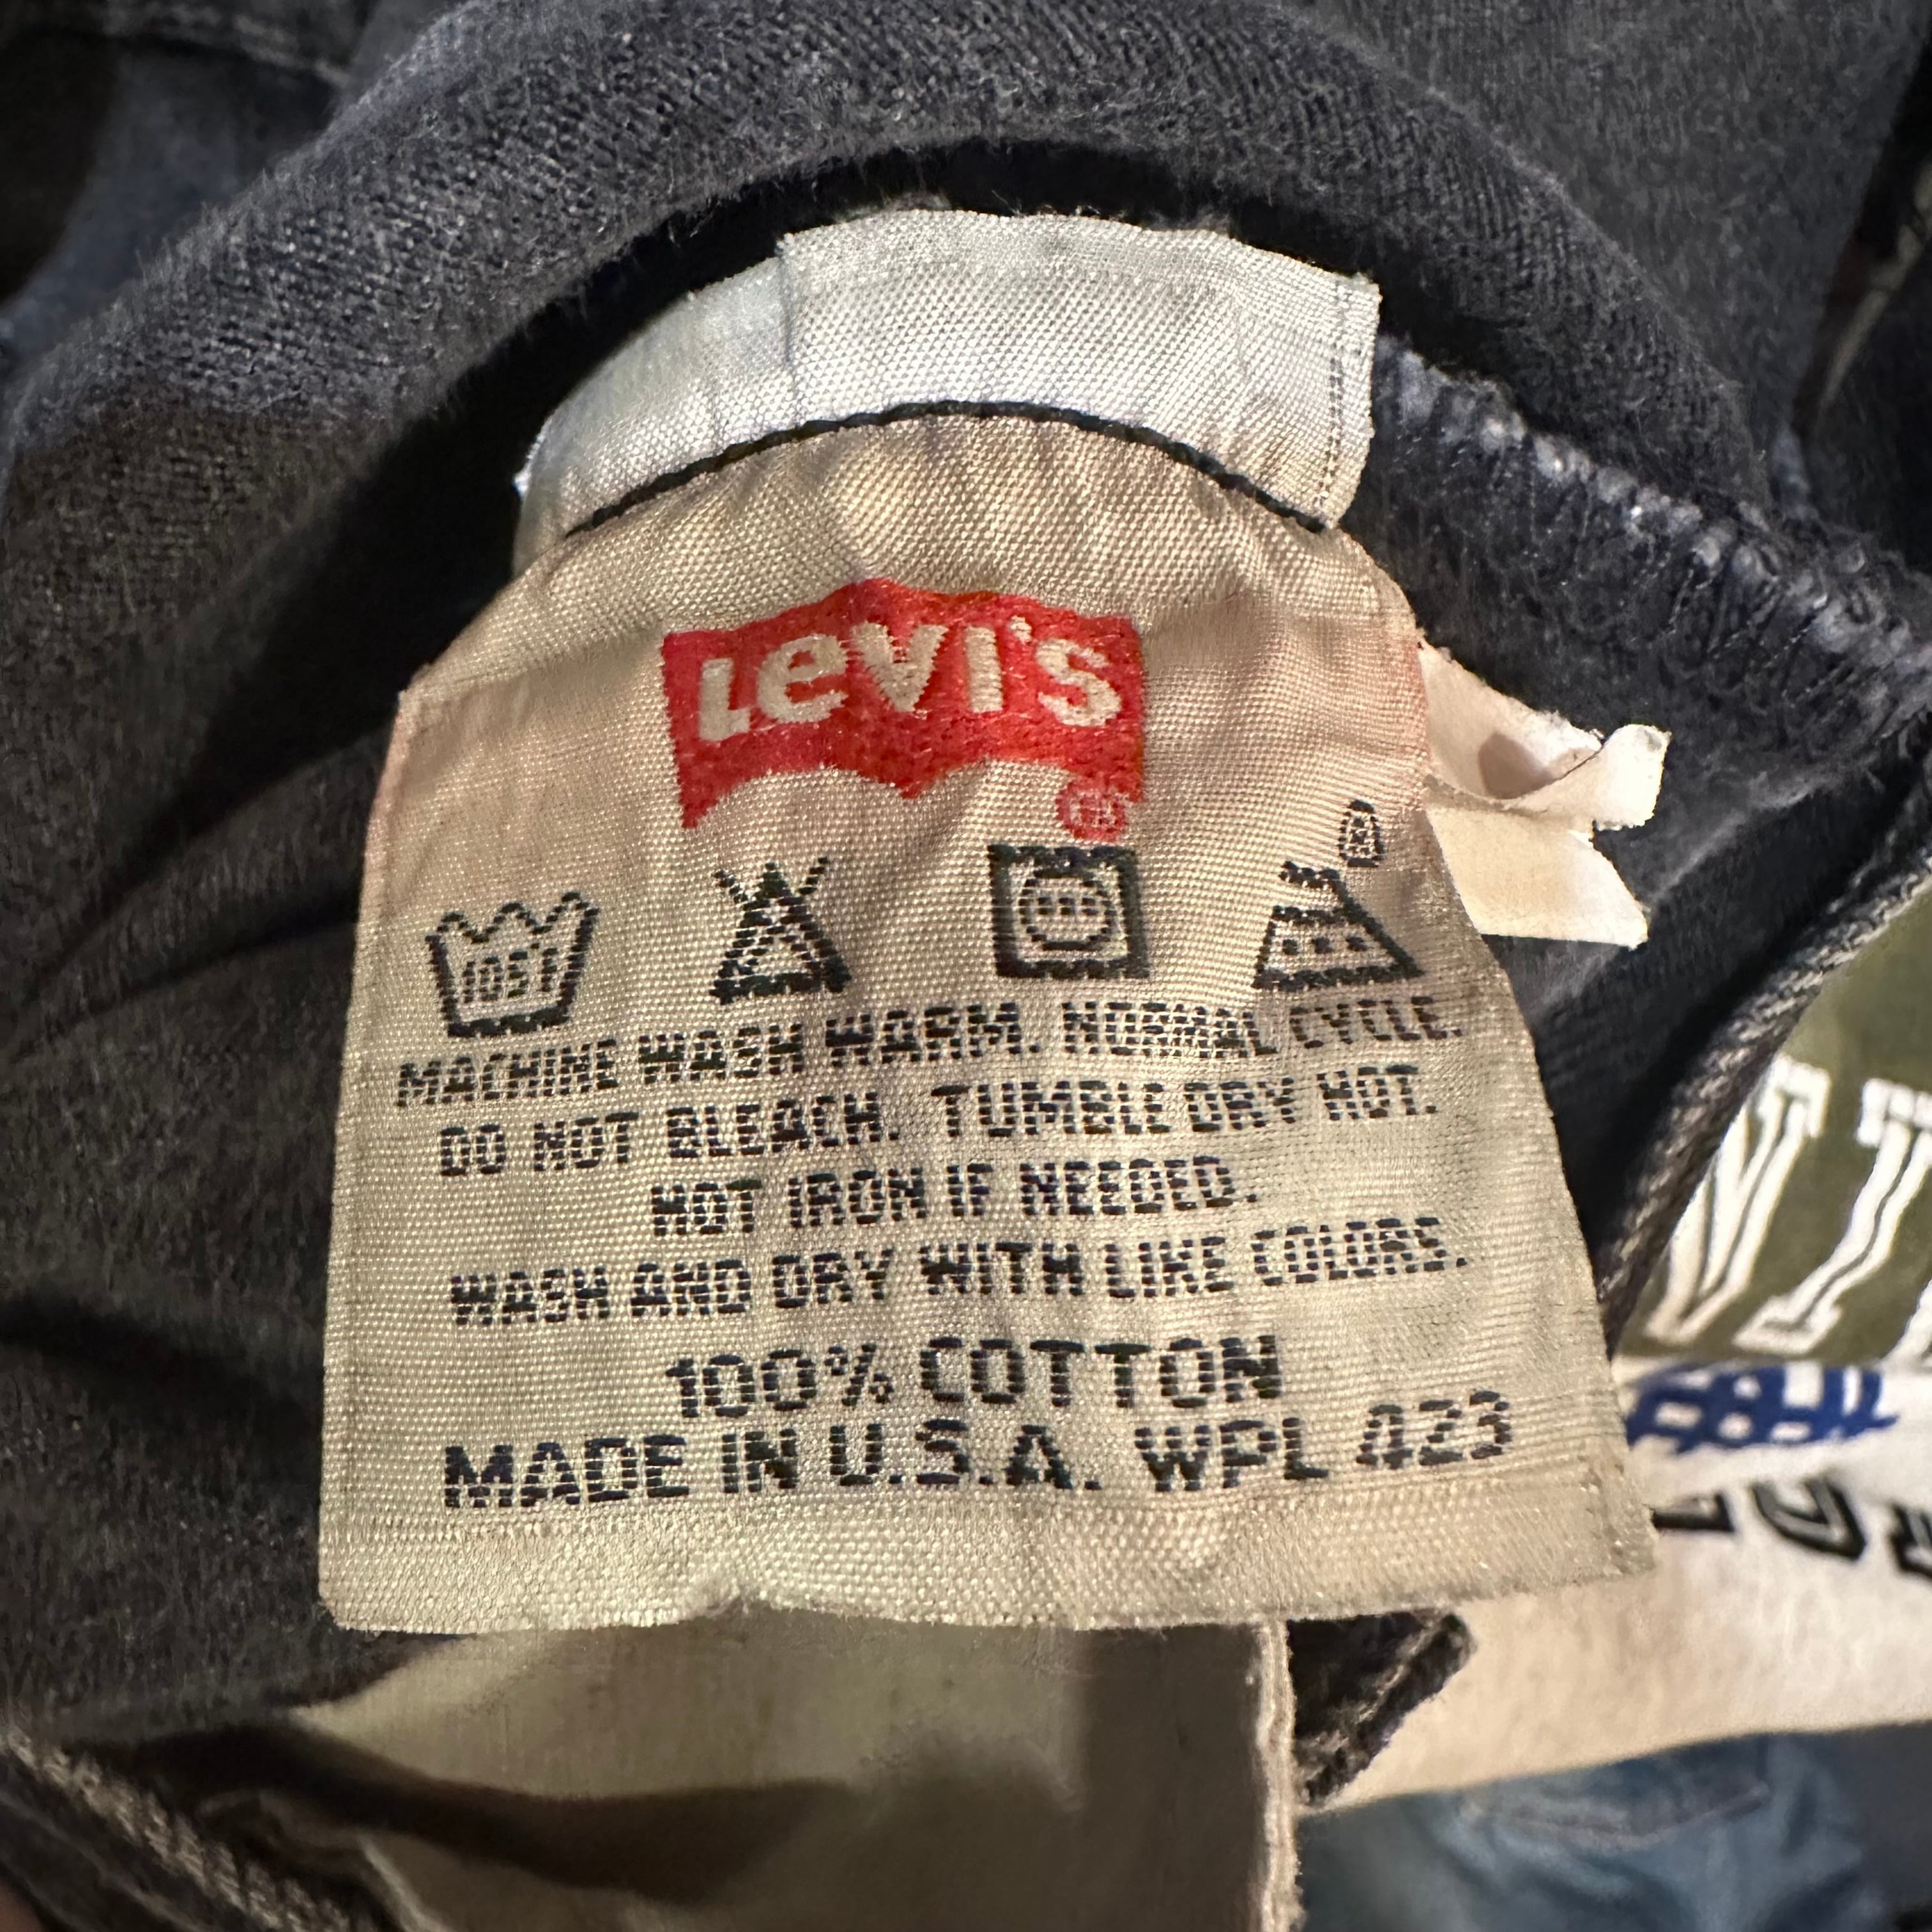 Levi's
®
105F
MACHINE WASH WARM. NORMAL CYCLE.
DO NOT BLEACH. TUMBLE DRY HOT.
HOT IRON IF NEEDED.
WASH AND DRY WITH LIKE COLORS.
100% COTTON
MADE IN U.S.A. WPL 423